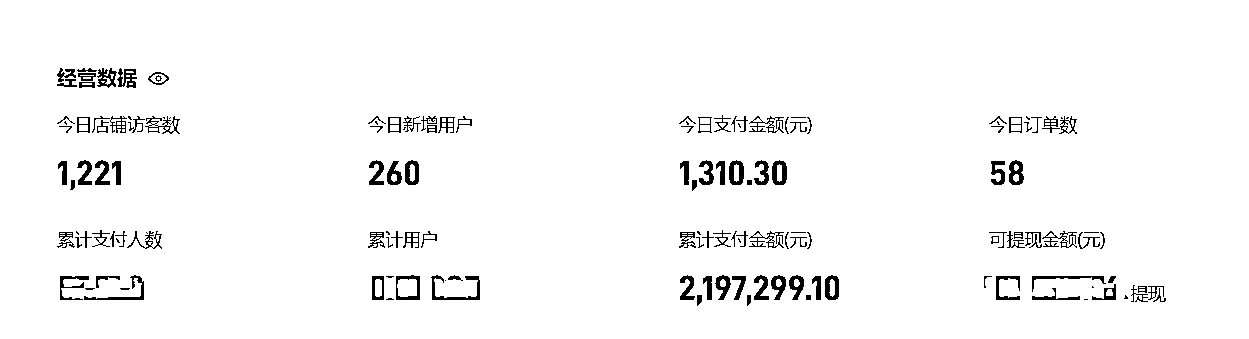 经营数据
今日店铺访客数 今日新增用户 今日支付金额(元) 今日订单数
1,221 260 1,310.30 58
累计支付人数 累计用户 累计支付金额(元) 可提现金额(元)
2,197,299.10 提现